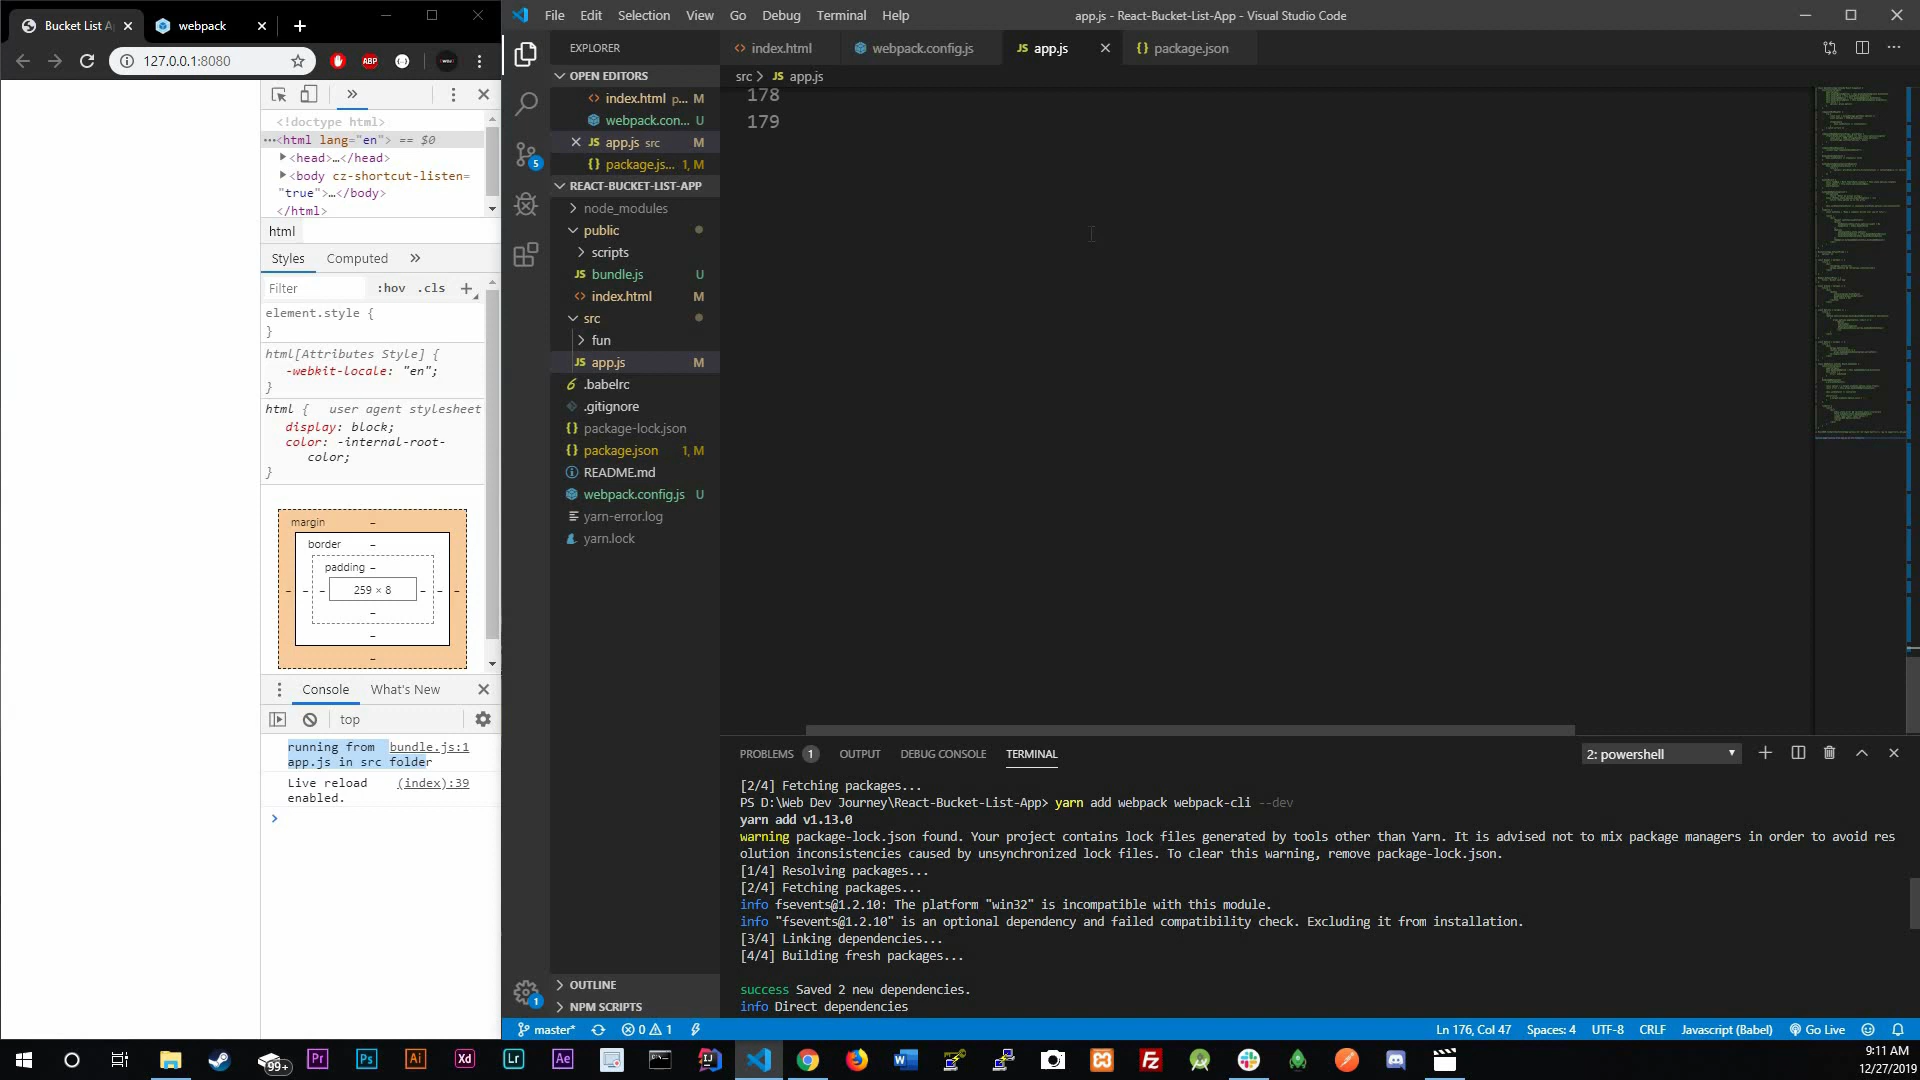 Bucket List A
webpack
127.0.0.1:8080
ABP
<!doctype html>
<html lang="en"> == $0
<head>…</head>
<body cz-shortcut-listen=
"true">…</body>
</html>
html
Styles
Computed
Filter
:hov
.cls
element.style {
}
html[Attributes Style] {
-webkit-locale: "en";
}
html {
user agent stylesheet
display: block;
color: -internal-root-
color;
}
margin
border
padding
259 × 8
Console
What's New
top
running from
bundle.js:1
app.js in src folder
Live reload
(index):39
enabled.
File
Edit
Selection
View
Go
Debug
Terminal
Help
app.js - React-Bucket-List-App - Visual Studio Code
EXPLORER
OPEN EDITORS
index.html p... M
webpack.con... U
app.js src M
package.js... 1, M
REACT-BUCKET-LIST-APP
node_modules
public
scripts
bundle.js U
index.html M
src
fun
app.js M
.babelrc
.gitignore
package-lock.json
package.json 1, M
README.md
webpack.config.js U
yarn-error.log
yarn.lock
OUTLINE
NPM SCRIPTS
5
1
index.html
webpack.config.js
app.js
package.json
src > JS app.js
178
179
PROBLEMS 1
OUTPUT
DEBUG CONSOLE
TERMINAL
2: powershell
[2/4] Fetching packages...
PS D:\Web Dev Journey\React-Bucket-List-App> yarn add webpack webpack-cli --dev
yarn add v1.13.0
warning package-lock.json found. Your project contains lock files generated by tools other than Yarn. It is advised not to mix package managers in order to avoid res
olution inconsistencies caused by unsynchronized lock files. To clear this warning, remove package-lock.json.
[1/4] Resolving packages...
[2/4] Fetching packages...
info fsevents@1.2.10: The platform "win32" is incompatible with this module.
info "fsevents@1.2.10" is an optional dependency and failed compatibility check. Excluding it from installation.
[3/4] Linking dependencies...
[4/4] Building fresh packages...
success Saved 2 new dependencies.
info Direct dependencies
master*
0
1
Ln 176, Col 47
Spaces: 4
UTF-8
CRLF
Javascript (Babel)
Go Live
99+
Pr
Ps
Ai
Xd
Lr
Ae
9:11 AM
12/27/2019